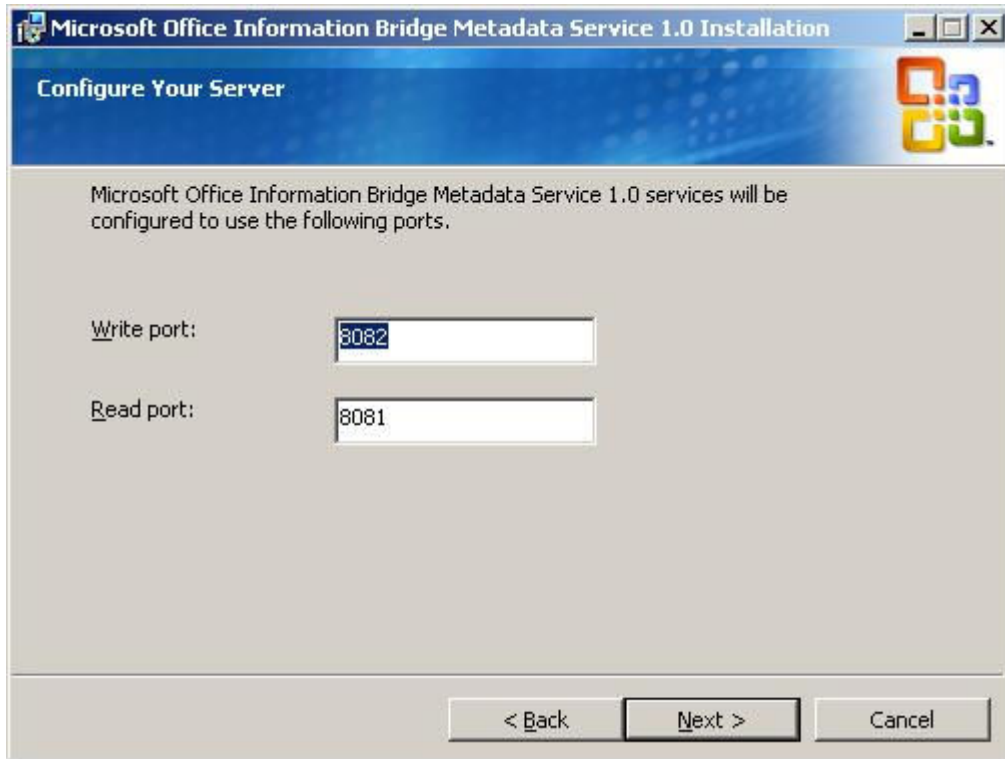 Microsoft Office Information Bridge Metadata Service 1.0 Installation
Configure Your Server
Microsoft Office Information Bridge Metadata Service 1.0 services will be
configured to use the following ports.
Write port:
8082
Read port:
8081
< Back
Next >
Cancel